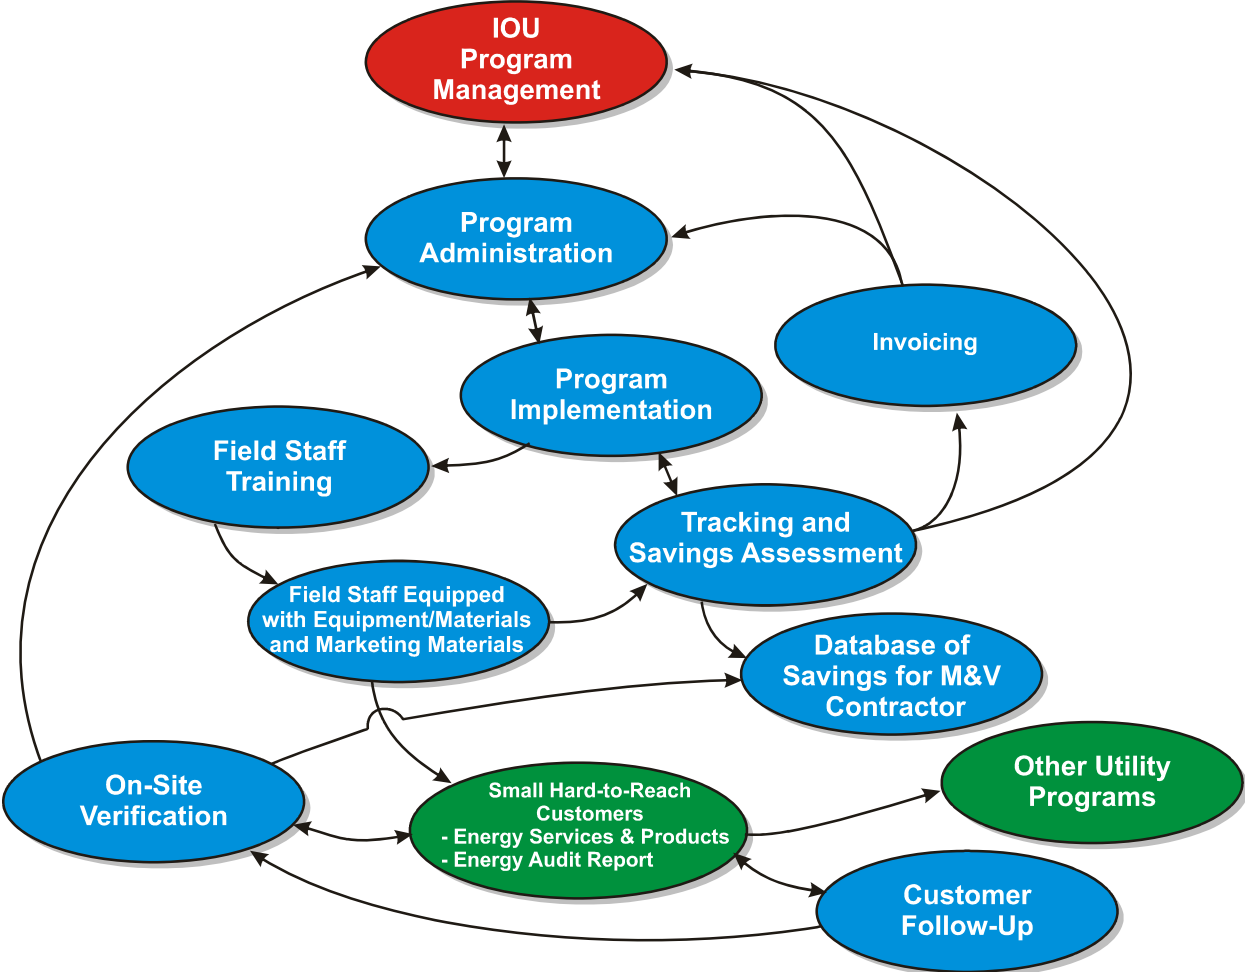 IOU
Program
Management
Program
Administration
Invoicing
Program
Implementation
Field Staff
Training
Tracking and
Savings Assessment
Field Staff Equipped
with Equipment/Materials
and Marketing Materials
Database of
Savings for M&V
Contractor
Other Utility
Programs
On-Site
Verification
Small Hard-to-Reach
Customers
- Energy Services & Products
- Energy Audit Report
Customer
Follow-Up